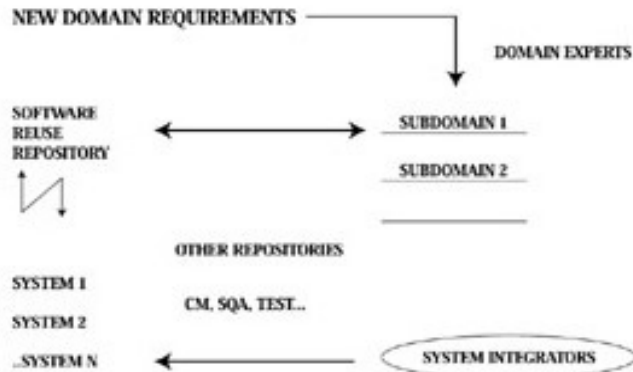 NEW DOMAIN REQUIREMENTS
DOMAIN EXPERTS
SOFTWARE
REUSE
REPOSITORY
SUBDOMAIN 1
SUBDOMAIN 2
OTHER REPOSITORIES
SYSTEM 1
CM, SQA, TEST...
SYSTEM 2
...SYSTEM N
SYSTEM INTEGRATORS